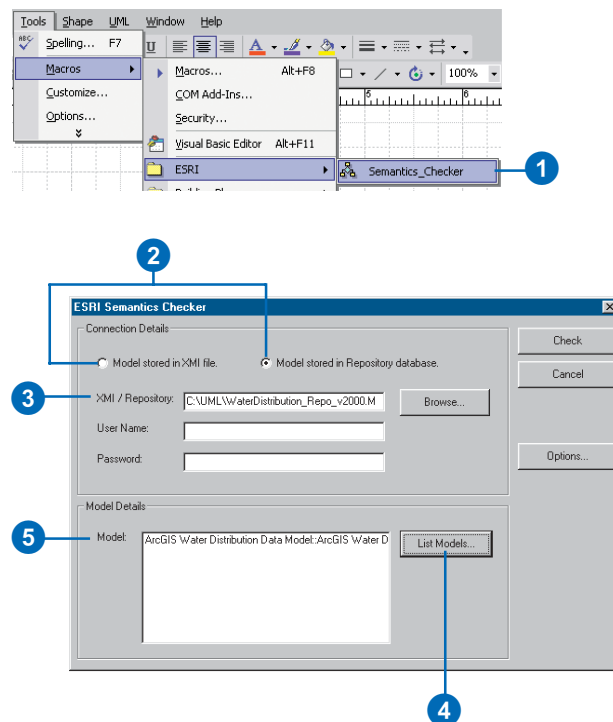 Tools Shape UML Window Help
ABC Spelling... F7
U
Macros
Macros... Alt+F8
100%
Customize...
COM Add-Ins...
5 6
Options...
Security...
Visual Basic Editor Alt+F11
ESRI
Semantics_Checker
1
2
ESRI Semantics Checker
Connection Details
Check
Model stored in XMI file.
Model stored in Repository database.
Cancel
3
XMI / Repository: C:\UML\WaterDistribution_Repo_v2000.M
Browse...
User Name:
Password:
Options...
Model Details
5
Model: ArcGIS Water Distribution Data Model::ArcGIS Water D
List Models...
4